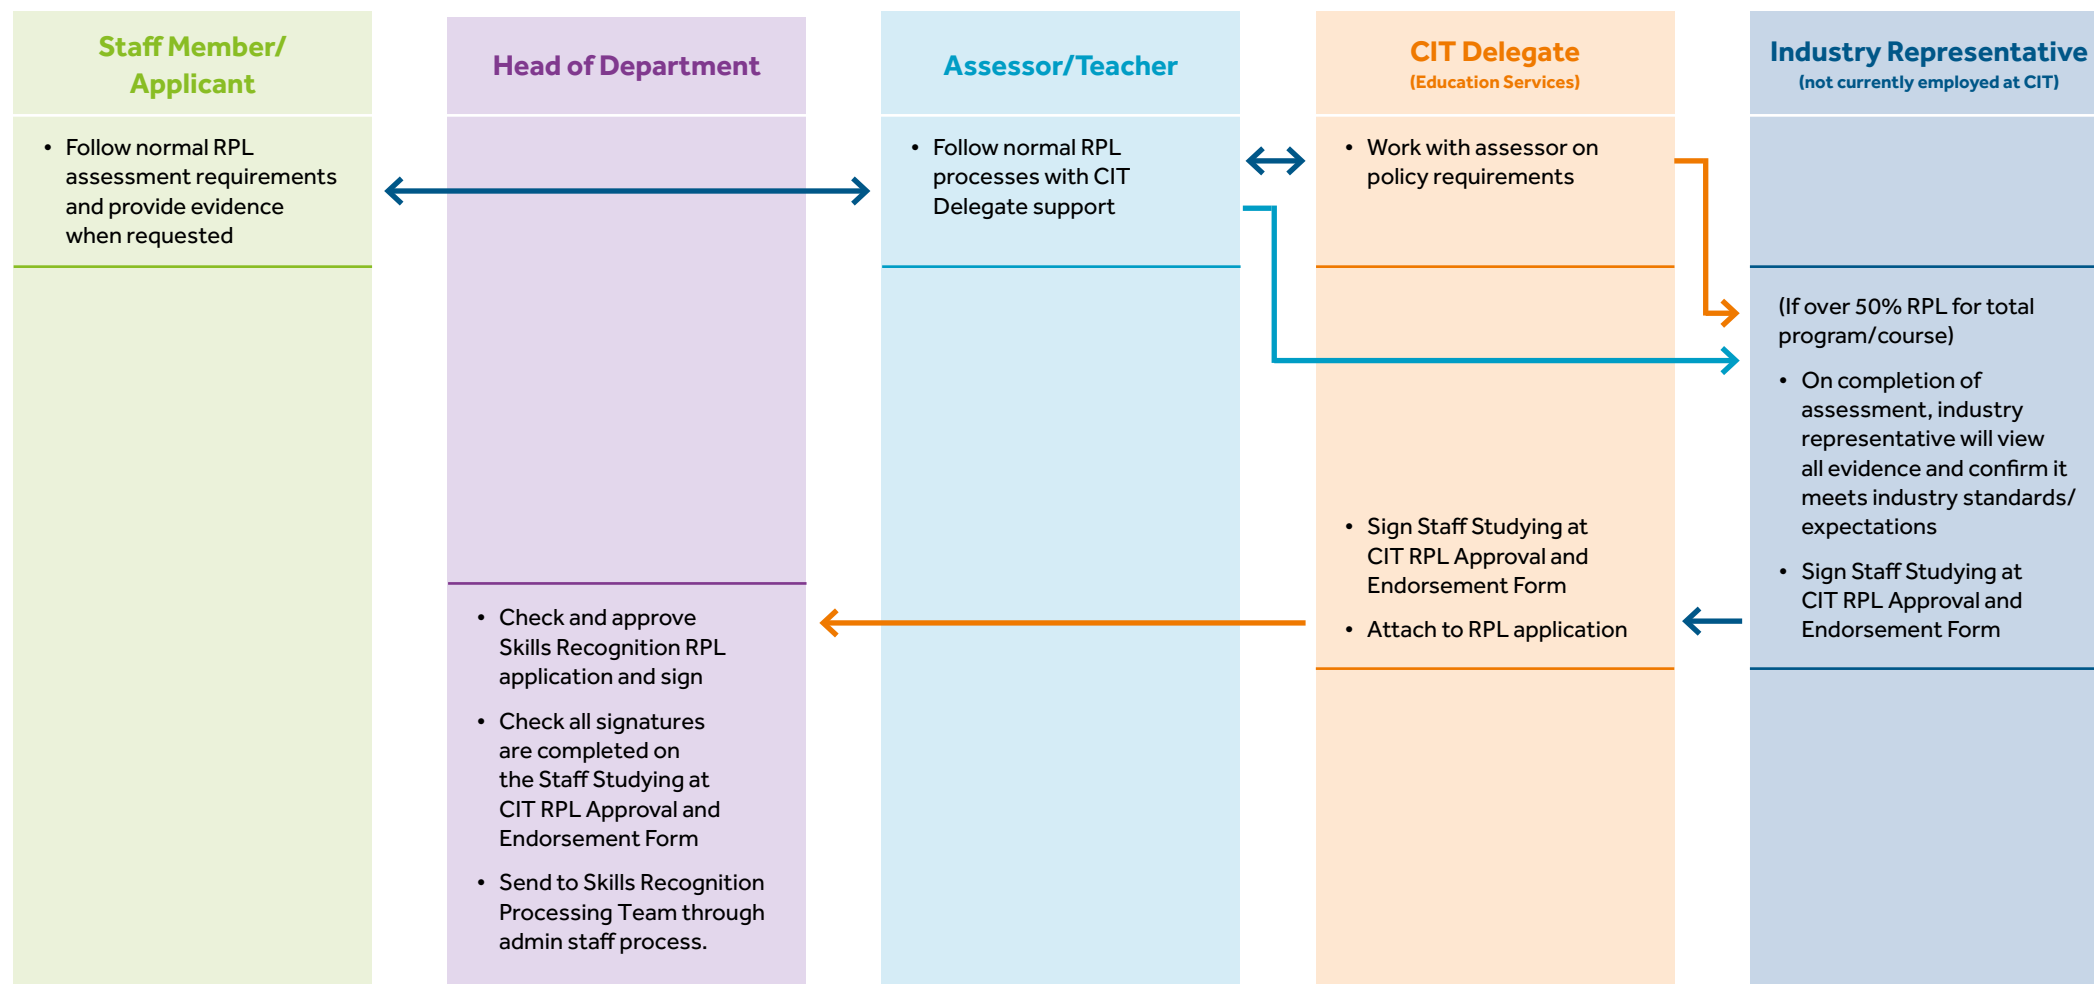 Staff Member/
Applicant
Head of Department
Assessor/Teacher
CIT Delegate
(Education Services)
Industry Representative
(not currently employed at CIT)
• Follow normal RPL
assessment requirements
and provide evidence
when requested
• Follow normal RPL
processes with CIT
Delegate support
• Work with assessor on
policy requirements
(If over 50% RPL for total
program/course)
• On completion of
assessment, industry
representative will view
all evidence and confirm it
meets industry standards/
expectations
• Sign Staff Studying at
CIT RPL Approval and
Endorsement Form
• Sign Staff Studying at
CIT RPL Approval and
Endorsement Form
• Attach to RPL application
• Check and approve
Skills Recognition RPL
application and sign
• Check all signatures
are completed on
the Staff Studying at
CIT RPL Approval and
Endorsement Form
• Send to Skills Recognition
Processing Team through
admin staff process.